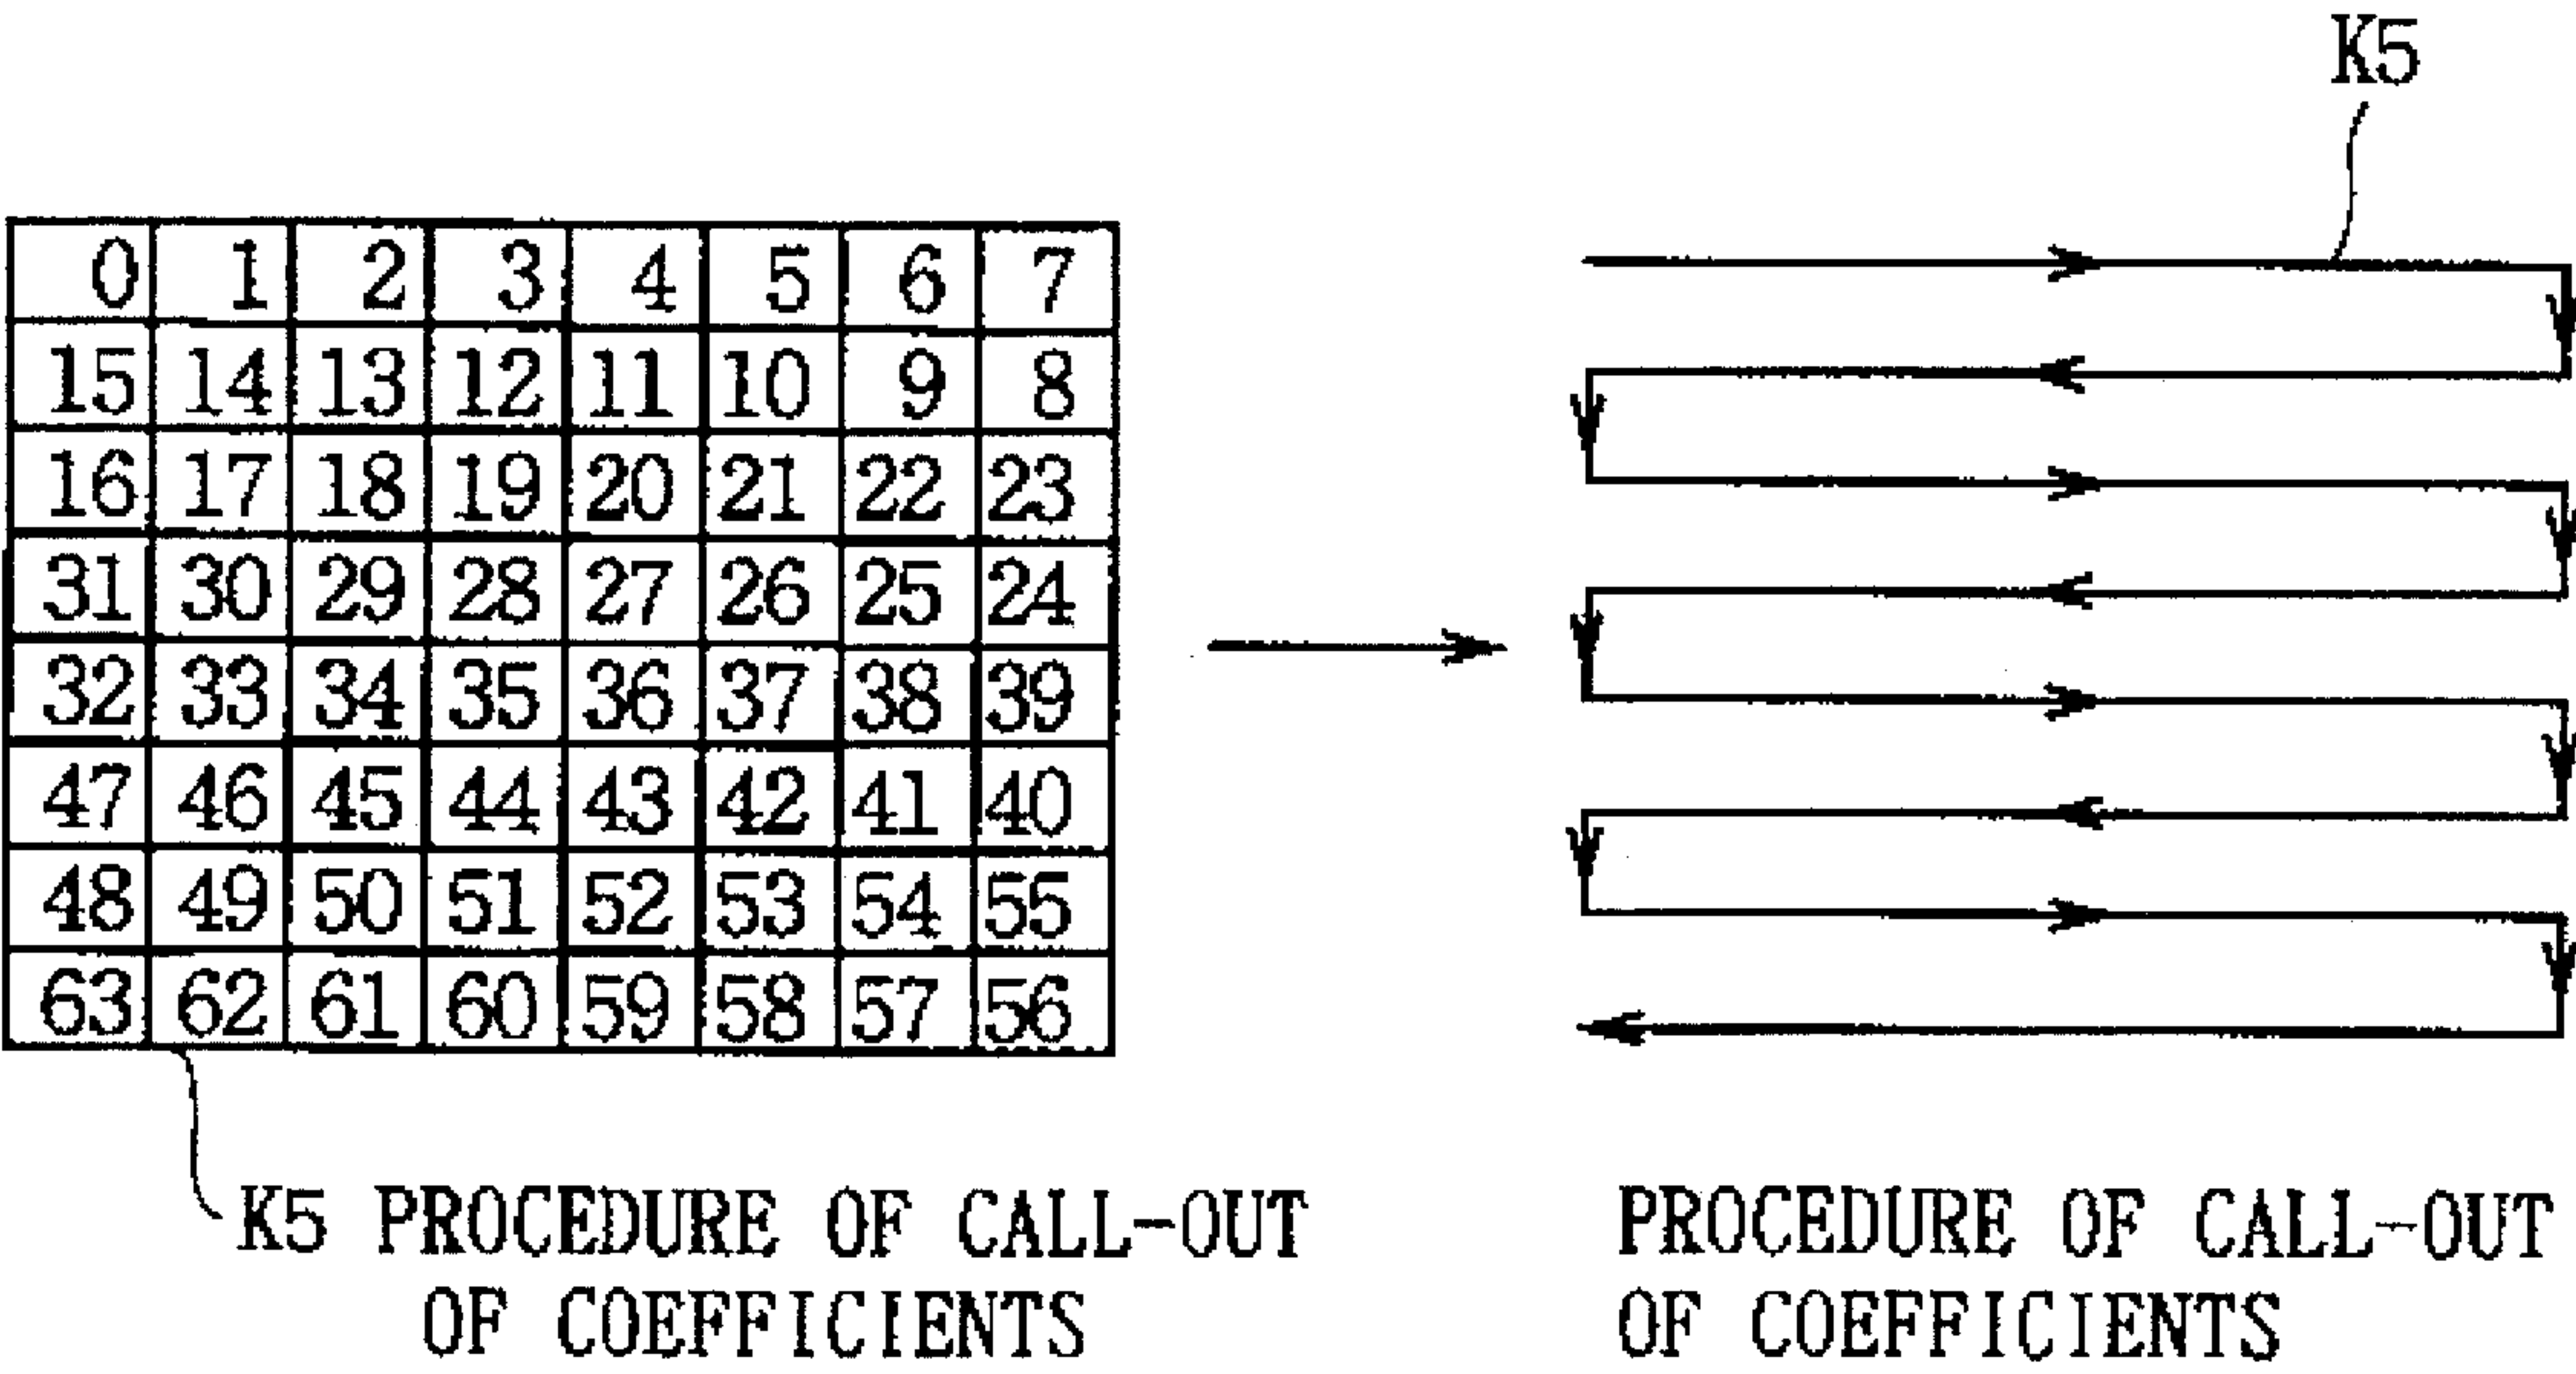 K5
0 1 2 3 4 5 6 7
15 14 13 12 11 10 9 8
16 17 18 19 20 21 22 23
31 30 29 28 27 26 25 24
32 33 34 35 36 37 38 39
47 46 45 44 43 42 41 40
48 49 50 51 52 53 54 55
63 62 61 60 59 58 57 56
K5 PROCEDURE OF CALL-OUT
OF COEFFICIENTS
PROCEDURE OF CALL-OUT
OF COEFFICIENTS